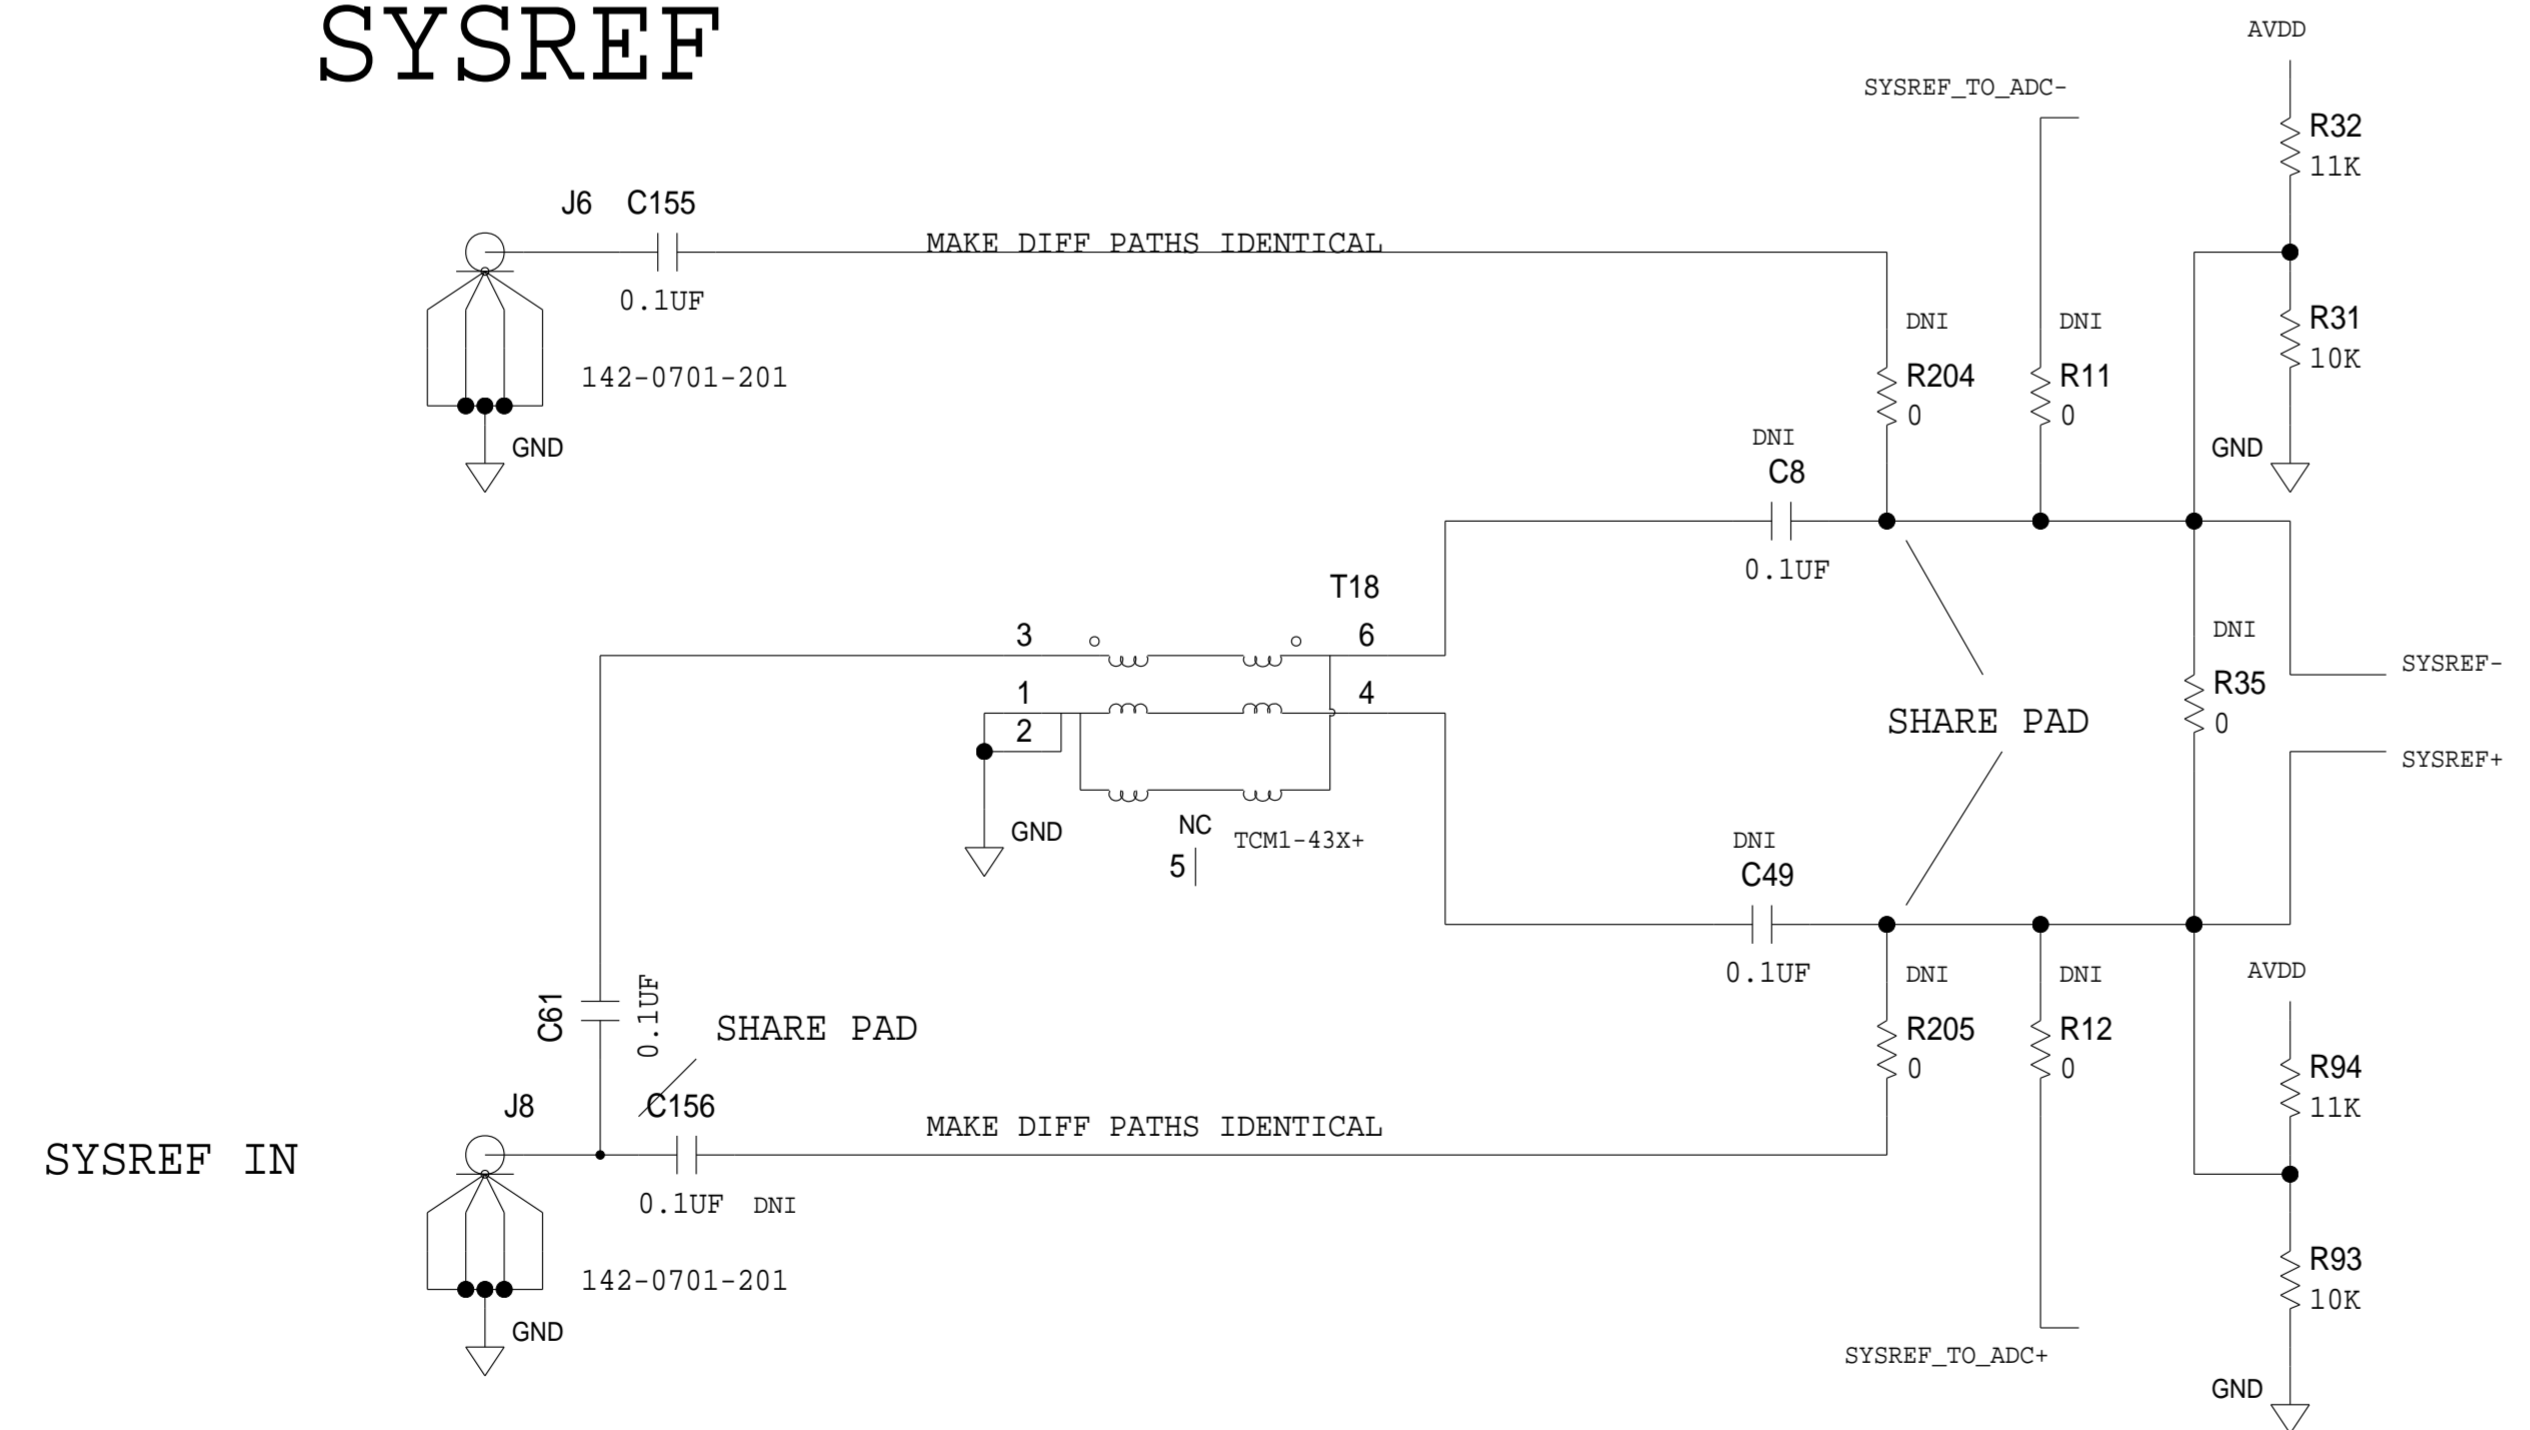 SYSREF
AVDD
SYSREF_TO_ADC-
R32
11K
J6 C155
MAKE DIFF PATHS IDENTICAL
0.1UF
142-0701-201
GND
DNI
R204
0
DNI
R11
0
R31
10K
GND
DNI
C8
0.1UF
T18
3
6
1
4
2
GND
NC
5
TCM1-43X+
SHARE PAD
DNI
R35
0
SYSREF-
SYSREF+
DNI
C49
0.1UF
DNI
R205
0
DNI
R12
0
AVDD
R94
11K
C61
0.1UF
SHARE PAD
J8
C156
MAKE DIFF PATHS IDENTICAL
SYSREF IN
0.1UF DNI
142-0701-201
GND
R93
10K
SYSREF_TO_ADC+
GND